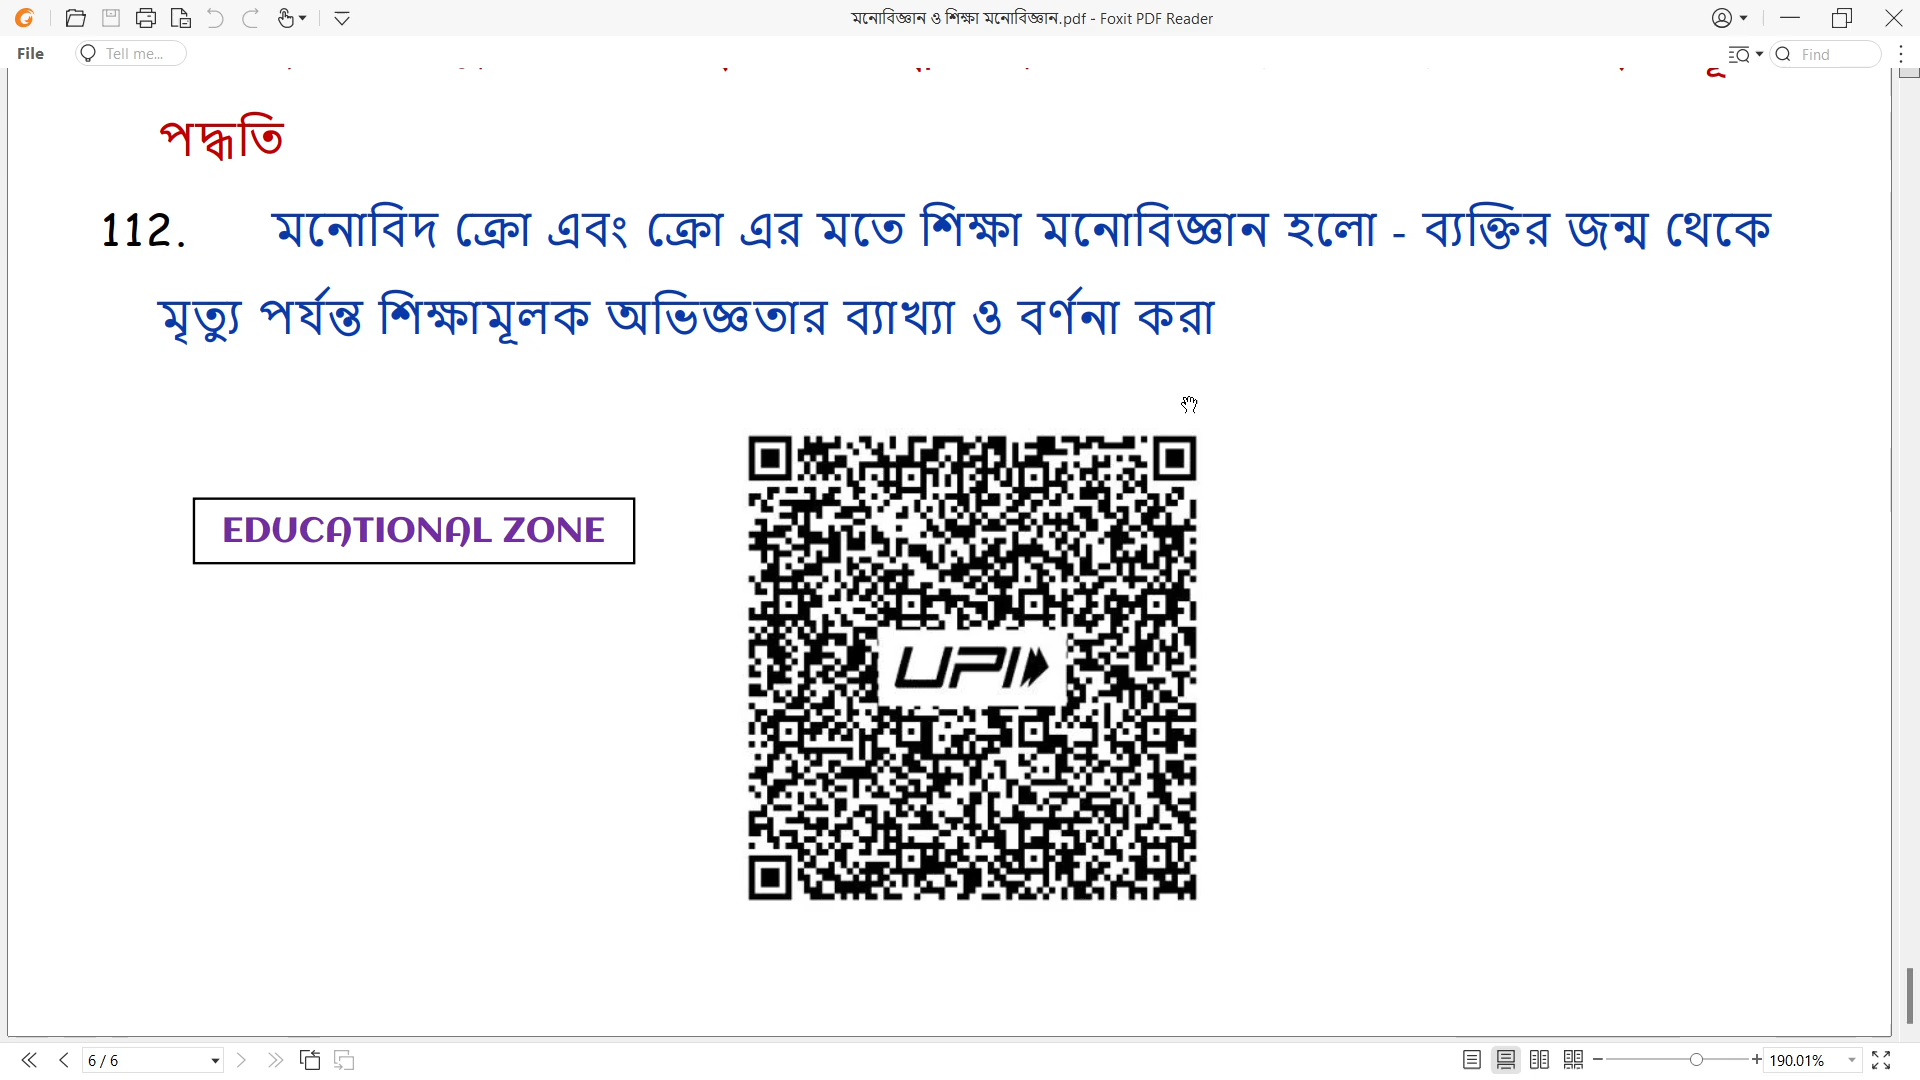 মনোবিজ্ঞান ও শিক্ষা মনোবিজ্ঞান.pdf - Foxit PDF Reader
File
Tell me...
Find
পদ্ধতি
112. মনোবিদ ক্রো এবং ক্রো এর মতে শিক্ষা মনোবিজ্ঞান হলো - ব্যক্তির জন্ম থেকে
মৃত্যু পর্যন্ত শিক্ষামূলক অভিজ্ঞতার ব্যাখ্যা ও বর্ণনা করা
EDUCATIONAL ZONE
UPI
6 / 6
190.01%